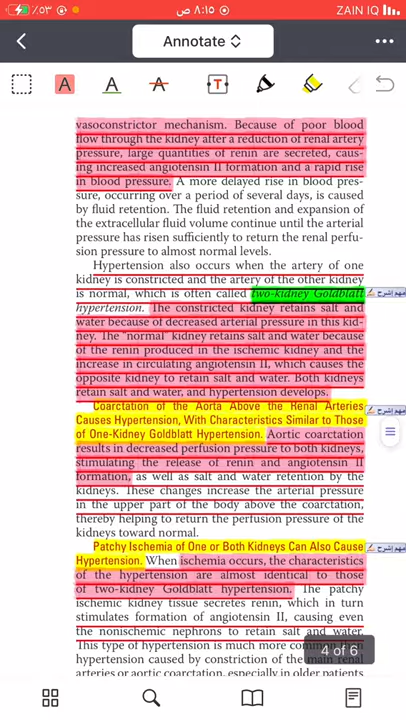 ٪٥٣
٨:١٥ ص
ZAIN IQ
Annotate
A
A
A
T
vasoconstrictor mechanism. Because of poor blood
flow through the kidney after a reduction of renal artery
pressure, large quantities of renin are secreted, caus-
ing increased angiotensin II formation and a rapid rise
in blood pressure. A more delayed rise in blood pres-
sure, occurring over a period of several days, is caused
by fluid retention. The fluid retention and expansion of
the extracellular fluid volume continue until the arterial
pressure has risen sufficiently to return the renal perfu-
sion pressure to almost normal levels.
Hypertension also occurs when the artery of one
kidney is constricted and the artery of the other kidney
is normal, which is often called two-kidney Goldblatt
مهم إشرح
hypertension. The constricted kidney retains salt and
water because of decreased arterial pressure in this kid-
ney. The "normal" kidney retains salt and water because
of the renin produced in the ischemic kidney and the
increase in circulating angiotensin II, which causes the
opposite kidney to retain salt and water. Both kidneys
retain salt and water, and hypertension develops.
Coarctation of the Aorta Above the Renal Arteries
مهم إشرح
Causes Hypertension, With Characteristics Similar to Those
of One-Kidney Goldblatt Hypertension. Aortic coarctation
results in decreased perfusion pressure to both kidneys,
stimulating the release of renin and angiotensin II
formation, as well as salt and water retention by the
kidneys. These changes increase the arterial pressure
in the upper part of the body above the coarctation,
thereby helping to return the perfusion pressure of the
kidneys toward normal.
Patchy Ischemia of One or Both Kidneys Can Also Cause
مهم إشرح
Hypertension. When ischemia occurs, the characteristics
of the hypertension are almost identical to those
of two-kidney Goldblatt hypertension. The patchy
ischemic kidney tissue secretes renin, which in turn
stimulates formation of angiotensin II, causing even
the nonischemic nephrons to retain salt and water.
This type of hypertension is much more common than
4 of 6
hypertension caused by constriction of the main renal
arteries or aortic coarctation, especially in older patients